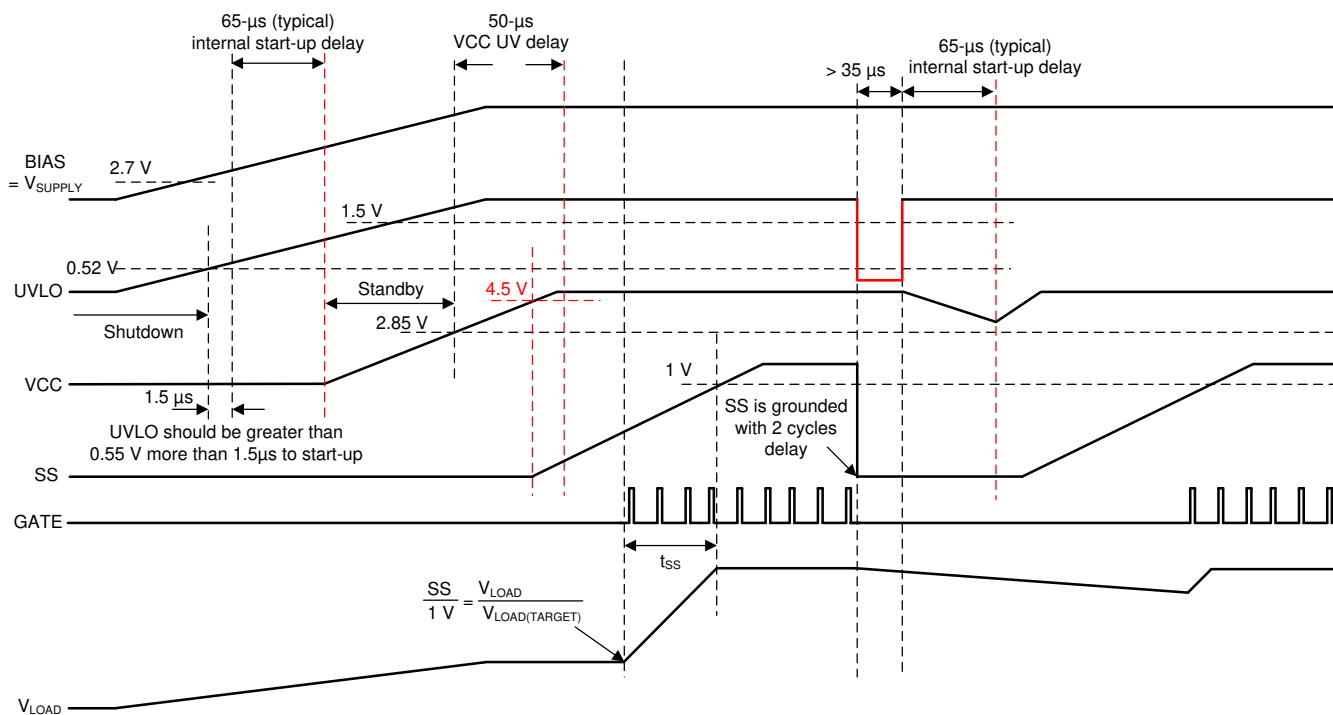 65-µs (typical)
internal start-up delay
50-µs
VCC UV delay
65-µs (typical)
internal start-up delay
> 35 µs
BIAS
= VSUPPLY
2.7 V
1.5 V
0.52 V
UVLO
Standby
4.5 V
Shutdown
2.85 V
VCC
1 V
1.5 µs
SS is grounded
with 2 cycles
delay
UVLO should be greater than
0.55 V more than 1.5µs to start-up
SS
GATE
tSS
SS / 1 V = VLOAD / VLOAD(TARGET)
VLOAD